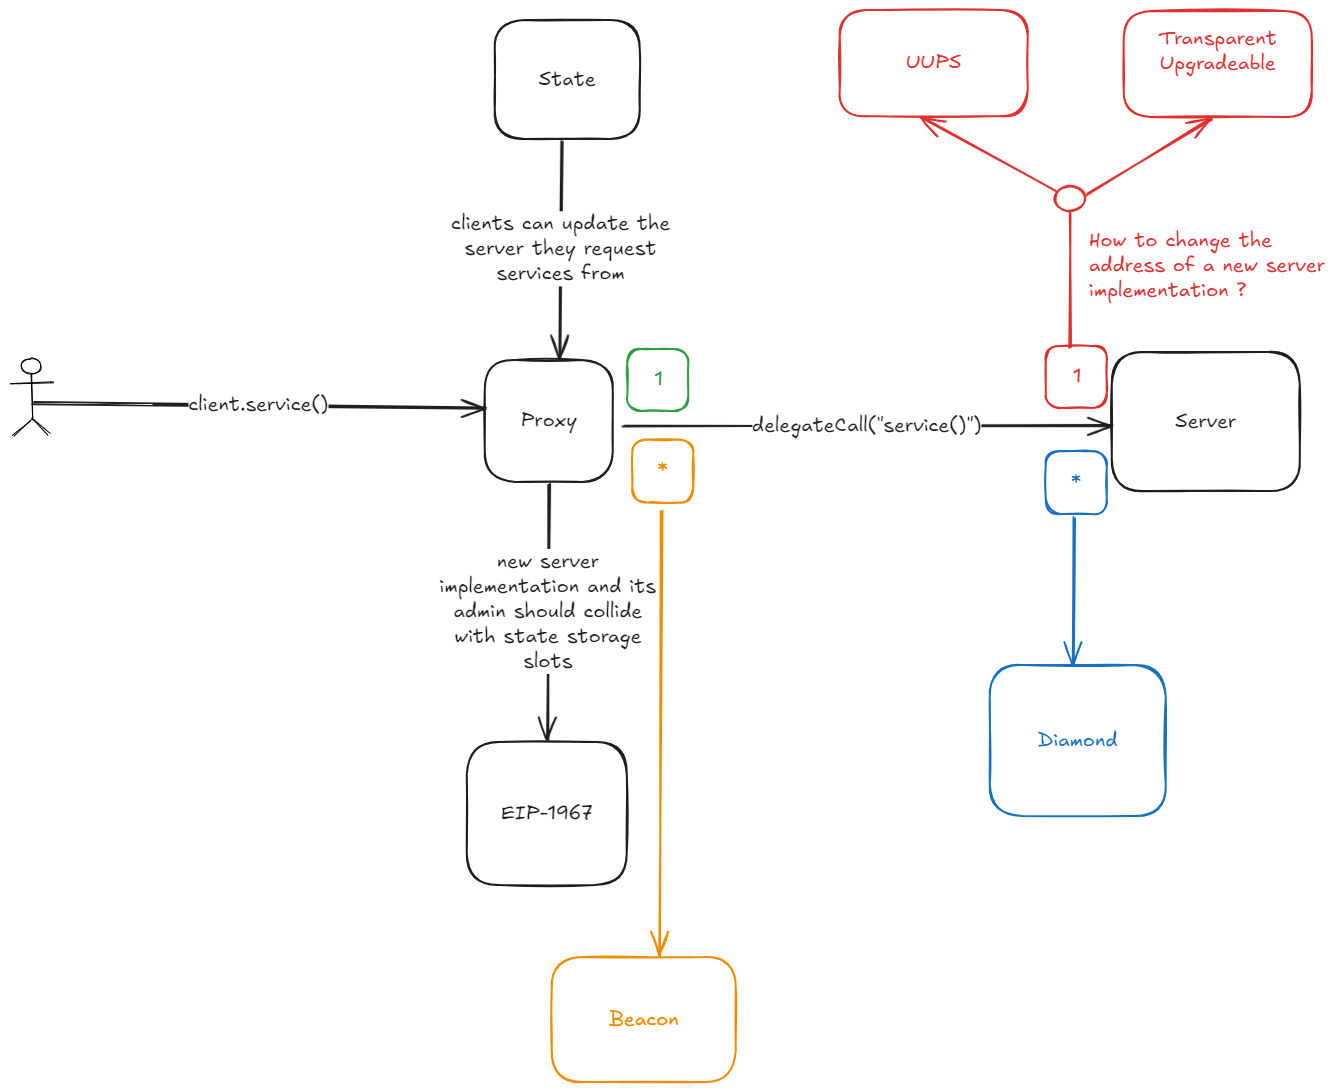 State
UUPS
Transparent
Upgradeable
clients can update the
server they request
services from
How to change the
address of a new server
implementation ?
client.service()
Proxy
1
*
delegateCall("service()")
1
*
Server
new server
implementation and its
admin should collide
with state storage
slots
Diamond
EIP-1967
Beacon